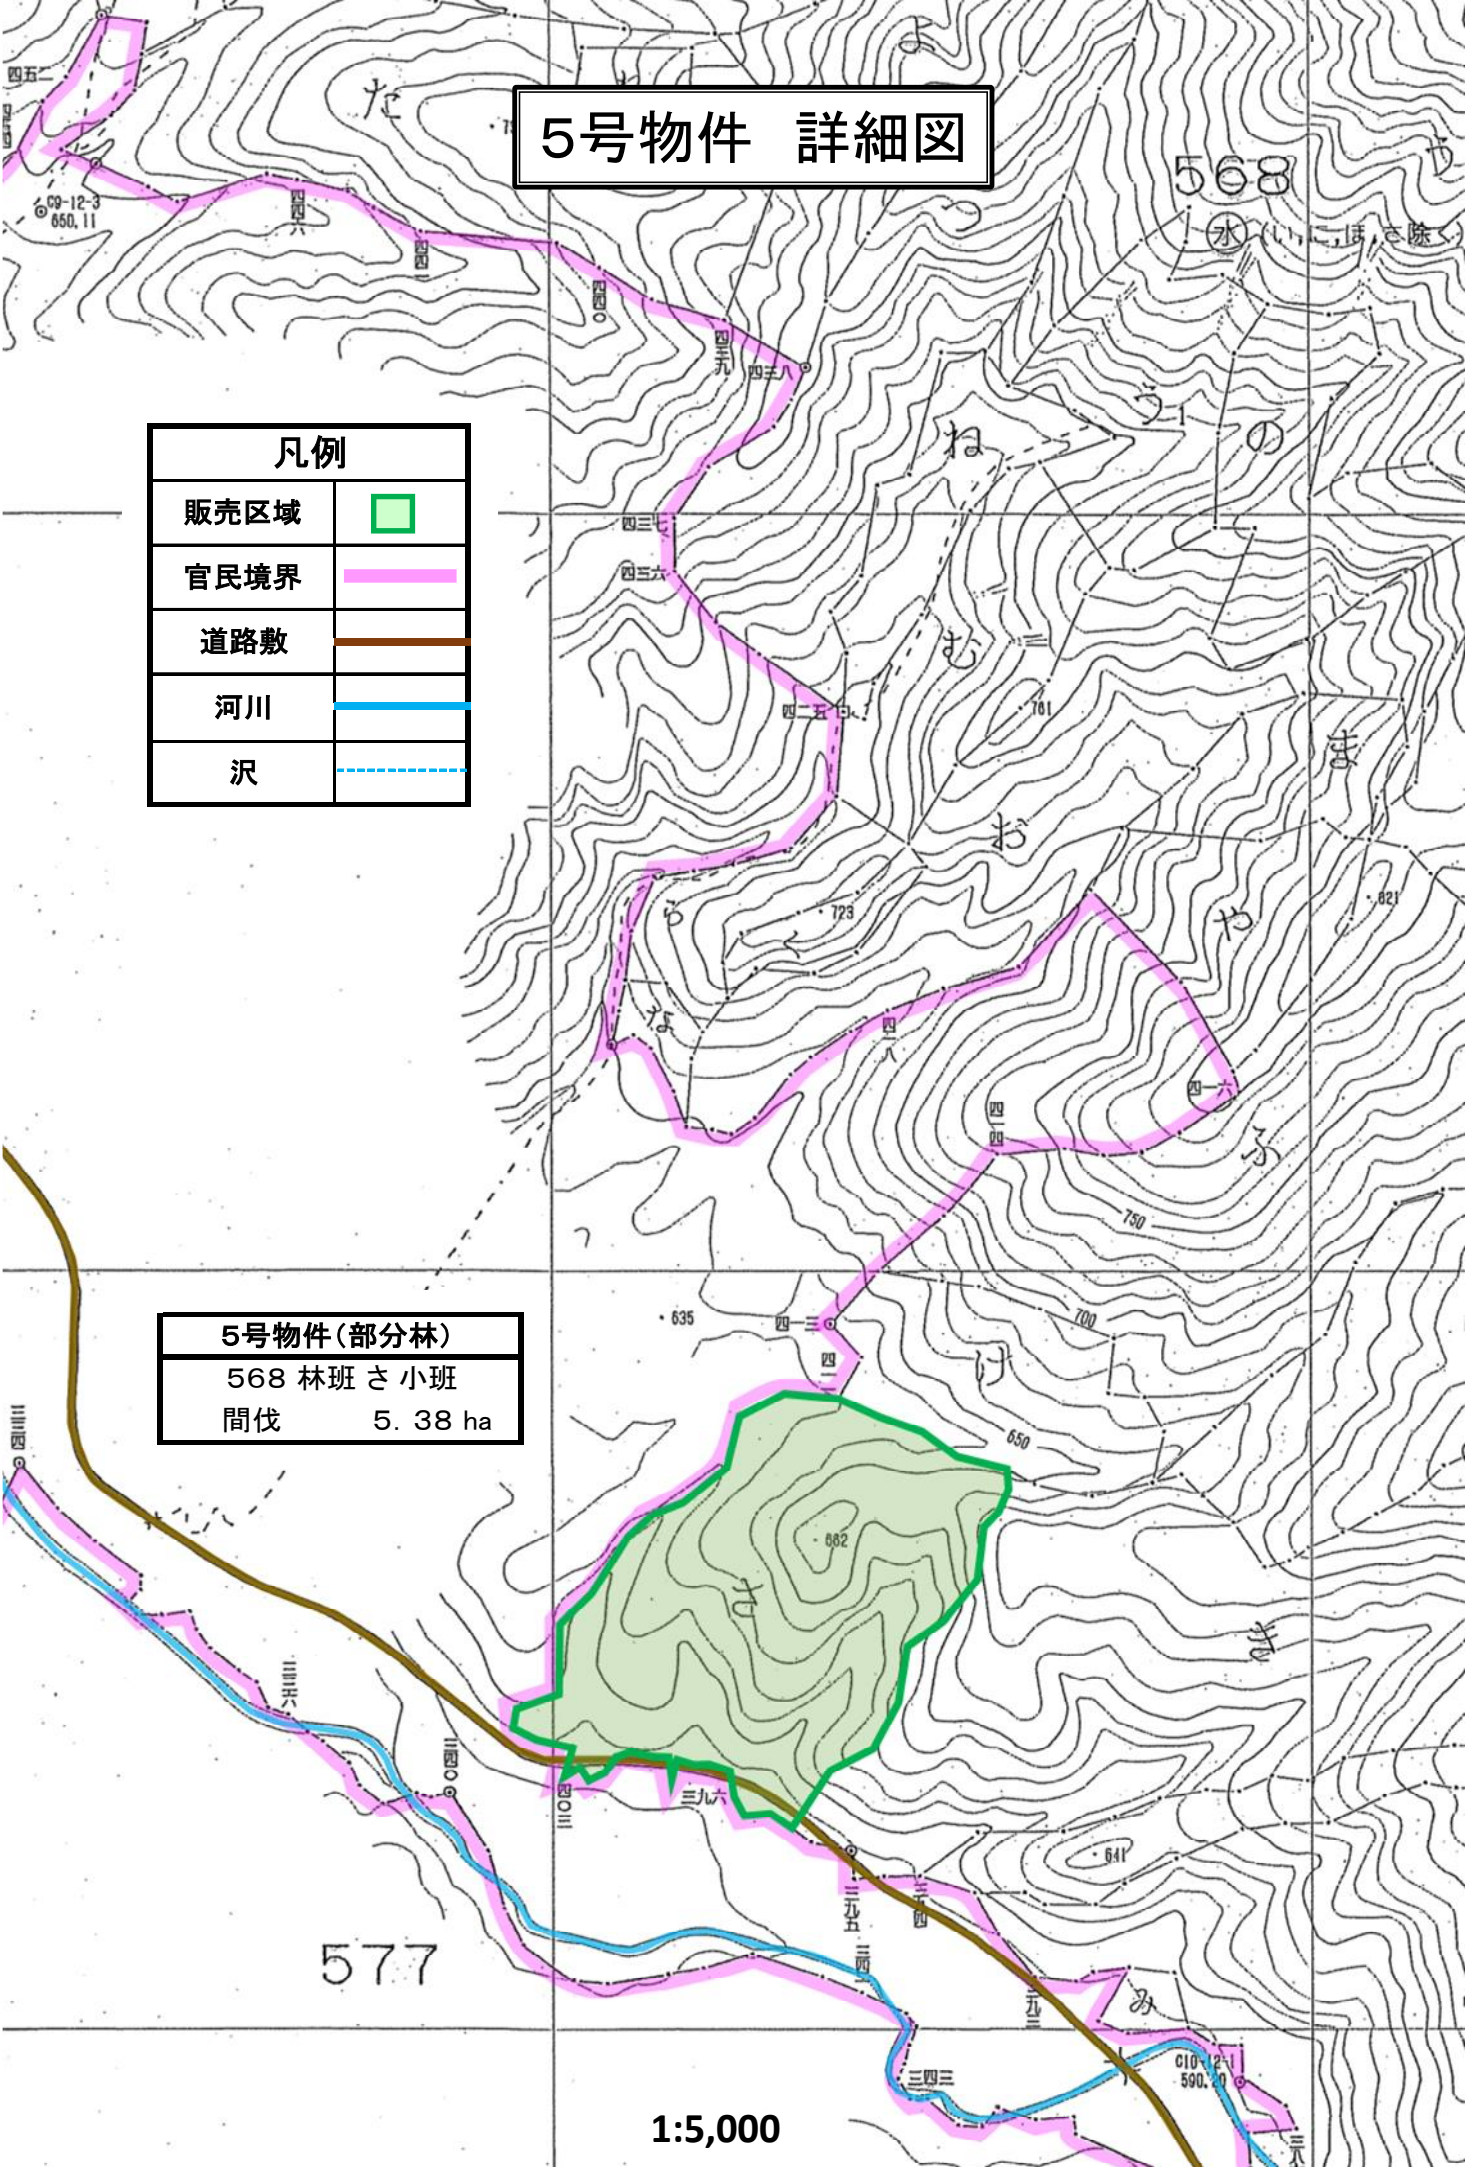 5号物件 詳細図
568
水 (い,に,ほ,さ除く)
四五二
C9-12-3
650.11
四四六
四四二
四四〇
四三九
四三八
た
よ
つ
ゆ
う1
の
ね
凡例
販売区域
官民境界
道路敷
河川
沢
四三七
四三六
む
761
ま
四二五
お
723
821
や
ら
く
な
四一八
四一六
四一四
ふ
750
700
635
四一三
け
650
5号物件(部分林)
568 林班 さ 小班
間伐 5.38 ha
三三四
662
さ
き
三三六
三四〇
四〇三
三九六
641
三九五
三九四
577
三四一
三九三
み
C10-12-1
590.20
三四三
1:5,000